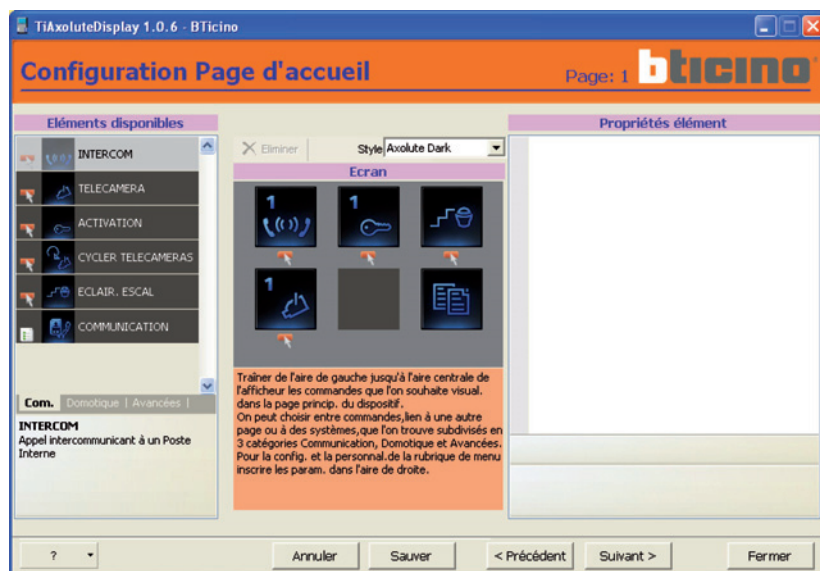 TiAxoluteDisplay 1.0.6 - BTicino
Configuration Page d'accueil
Page: 1
bticino
Eléments disponibles
INTERCOM
TELECAMERA
ACTIVATION
CYCLER TELECAMERAS
ECLAIR. ESCAL
COMMUNICATION
Com. Domotique | Avancées |
INTERCOM
Appel intercommunicant à un Poste
Interne
Eliminer
Style Axolute Dark
Ecran
1
1
1
Traîner de l'aire de gauche jusqu'à l'aire centrale de
l'afficheur les commandes que l'on souhaite visual.
dans la page princip. du dispositif.
On peut choisir entre commandes,lien à une autre
page ou à des systèmes,que l'on trouve subdivisés en
3 catégories Communication, Domotique et Avancées.
Pour la config. et la personnal.de la rubrique de menu
inscrire les param. dans l'aire de droite.
Propriétés élément
?
Annuler
Sauver
< Précédent
Suivant >
Fermer